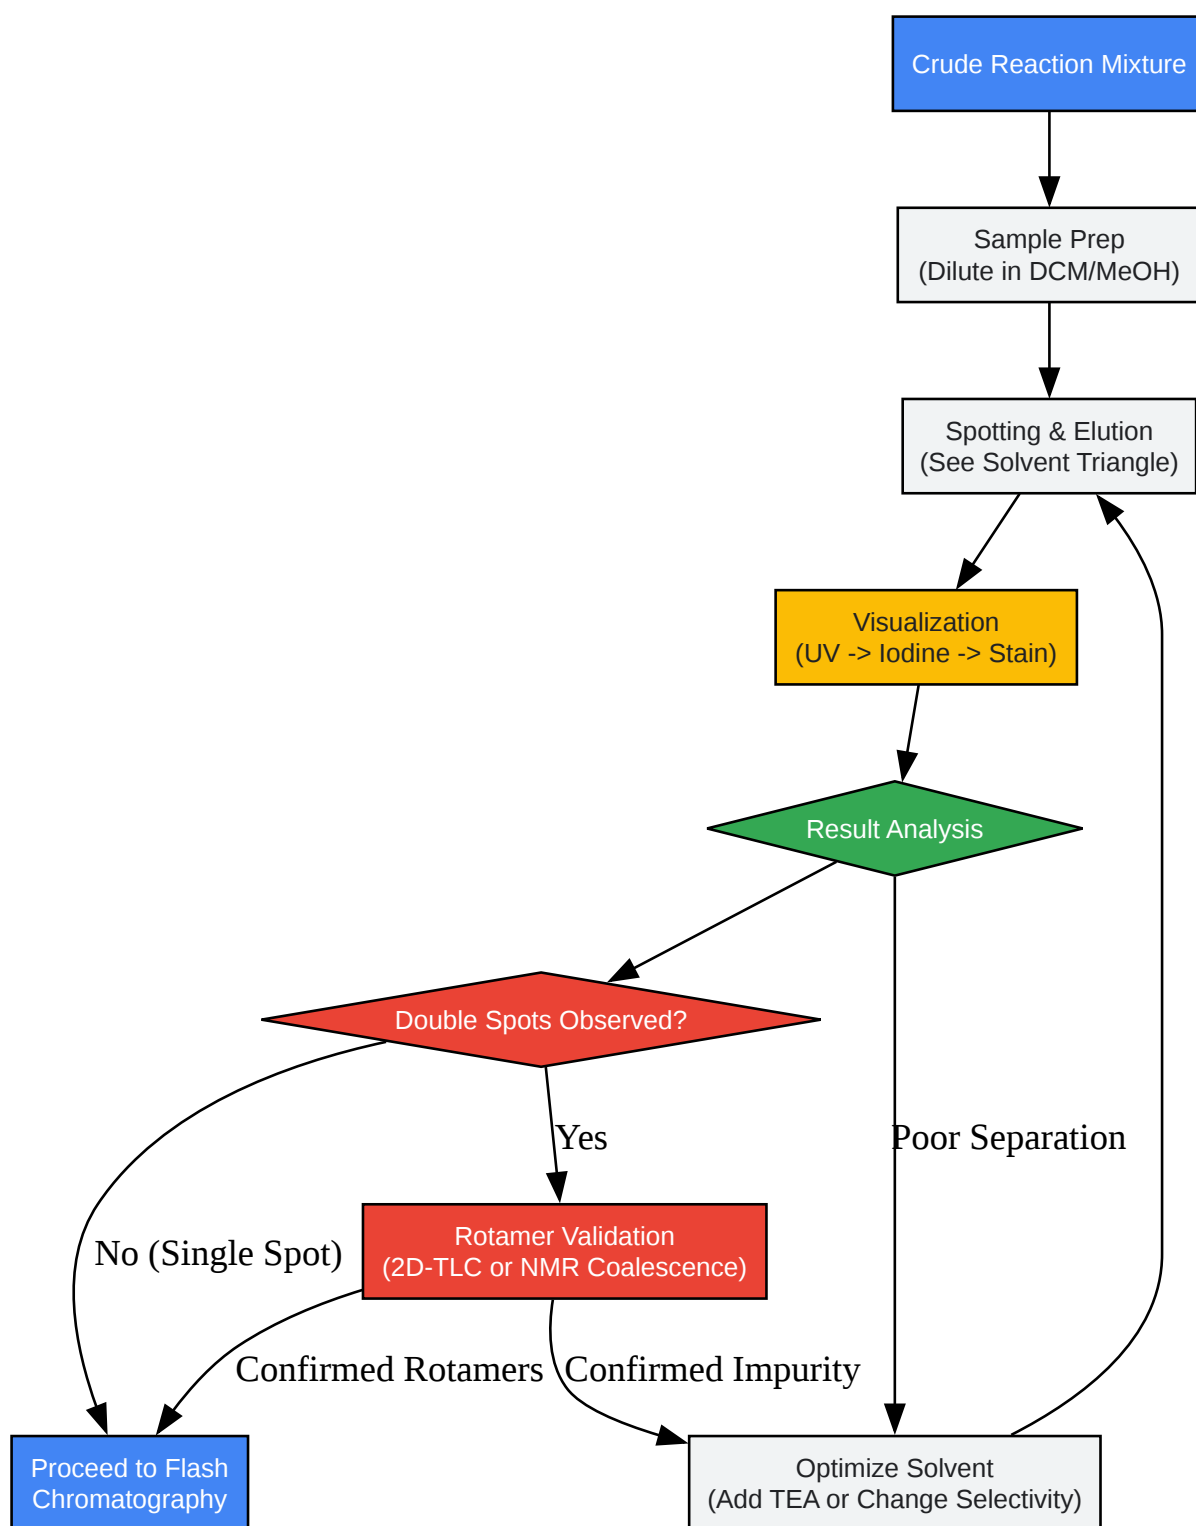 Crude Reaction Mixture
Sample Prep
(Dilute in DCM/MeOH)
Spotting & Elution
(See Solvent Triangle)
Visualization
(UV -> Iodine -> Stain)
Result Analysis
Double Spots Observed?
Yes
Poor Separation
Rotamer Validation
(2D-TLC or NMR Coalescence)
No (Single Spot)
Confirmed Rotamers
Confirmed Impurity
Proceed to Flash
Chromatography
Optimize Solvent
(Add TEA or Change Selectivity)